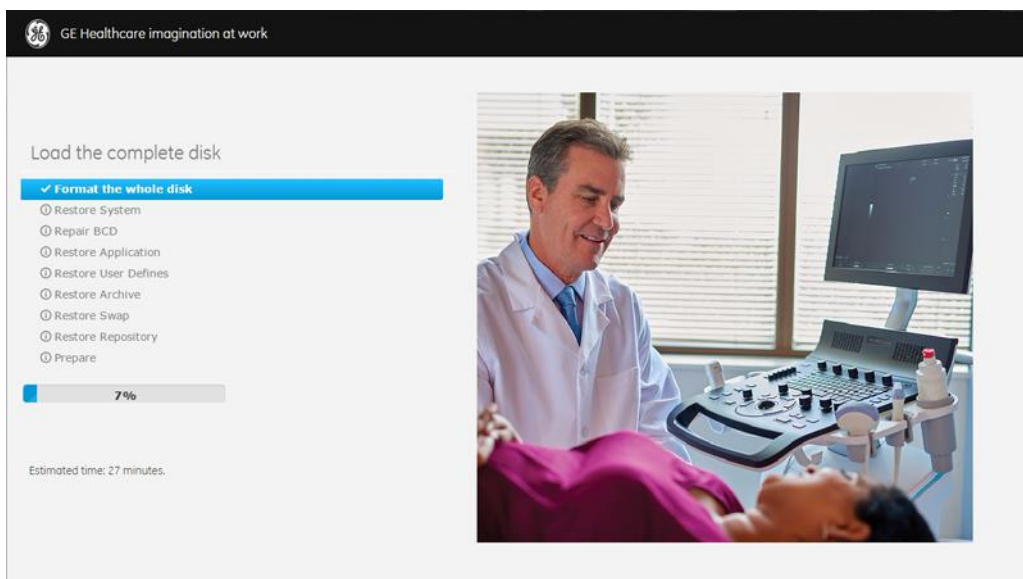 GE Healthcare imagination at work
Load the complete disk
Format the whole disk
Restore System
Repair BCD
Restore Application
Restore User Defines
Restore Archive
Restore Swap
Restore Repository
Prepare
7%
Estimated time: 27 minutes.